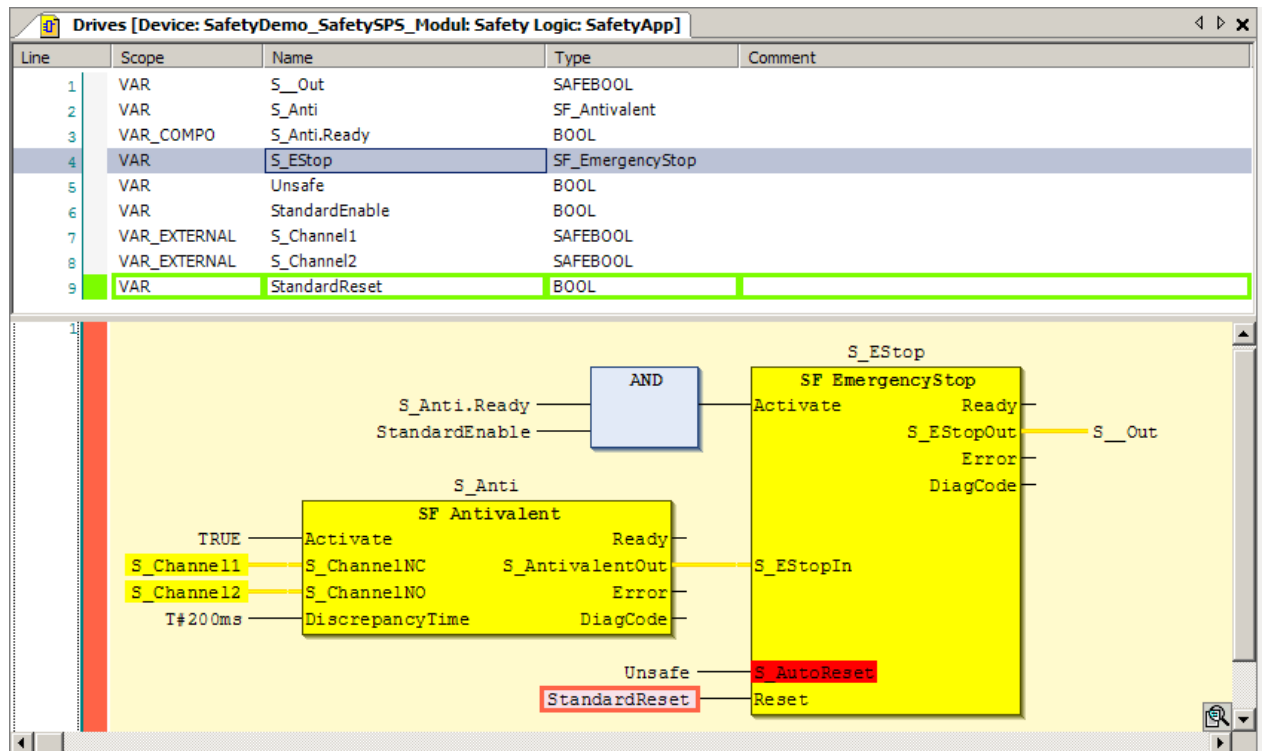 Drives [Device: SafetyDemo_SafetySPS_Modul: Safety Logic: SafetyApp]
Line Scope Name Type Comment
1 VAR S__Out SAFEBOOL
2 VAR S_Anti SF_Antivalent
3 VAR_COMPO S_Anti.Ready BOOL
4 VAR S_EStop SF_EmergencyStop
5 VAR Unsafe BOOL
6 VAR StandardEnable BOOL
7 VAR_EXTERNAL S_Channel1 SAFEBOOL
8 VAR_EXTERNAL S_Channel2 SAFEBOOL
9 VAR StandardReset BOOL
1
S_EStop
AND SF EmergencyStop
S_Anti.Ready Activate Ready
StandardEnable S_EStopOut S__Out
Error
S_Anti DiagCode
SF Antivalent
TRUE Activate Ready
S_Channel1 S_ChannelNC S_AntivalentOut S_EStopIn
S_Channel2 S_ChannelNO Error
T#200ms DiscrepancyTime DiagCode
Unsafe S_AutoReset
StandardReset Reset